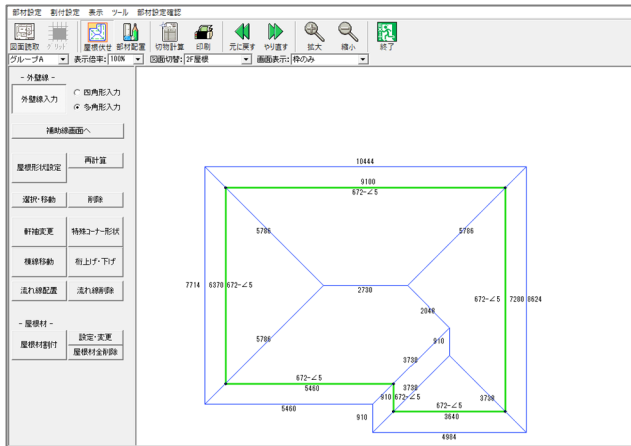 部材設定 割付設定 表示 ツール 部材設定確認
図面読取 グリッド 屋根伏せ 部材配置 切物計算 印刷 元に戻す やり直す 拡大 縮小 終了
グループA 表示倍率: 100% 図面切替: 2F屋根 画面表示: 枠のみ
- 外壁線 -
外壁線入力
四角形入力
多角形入力
補助線画面へ
屋根形状設定 再計算
選択・移動 削除
軒袖変更 特殊コーナー形状
棟線移動 桁上げ・下げ
流れ線配置 流れ線削除
- 屋根材 -
屋根材割付
設定・変更
屋根材全削除
10444
9100
672-∠5
5786
5786
7714
6370
672-∠5
2730
672-∠5
7280
8624
2048
910
5786
3730
672-∠5
5460
3730
910
672-∠5
3730
672-∠5
3640
5460
910
4984